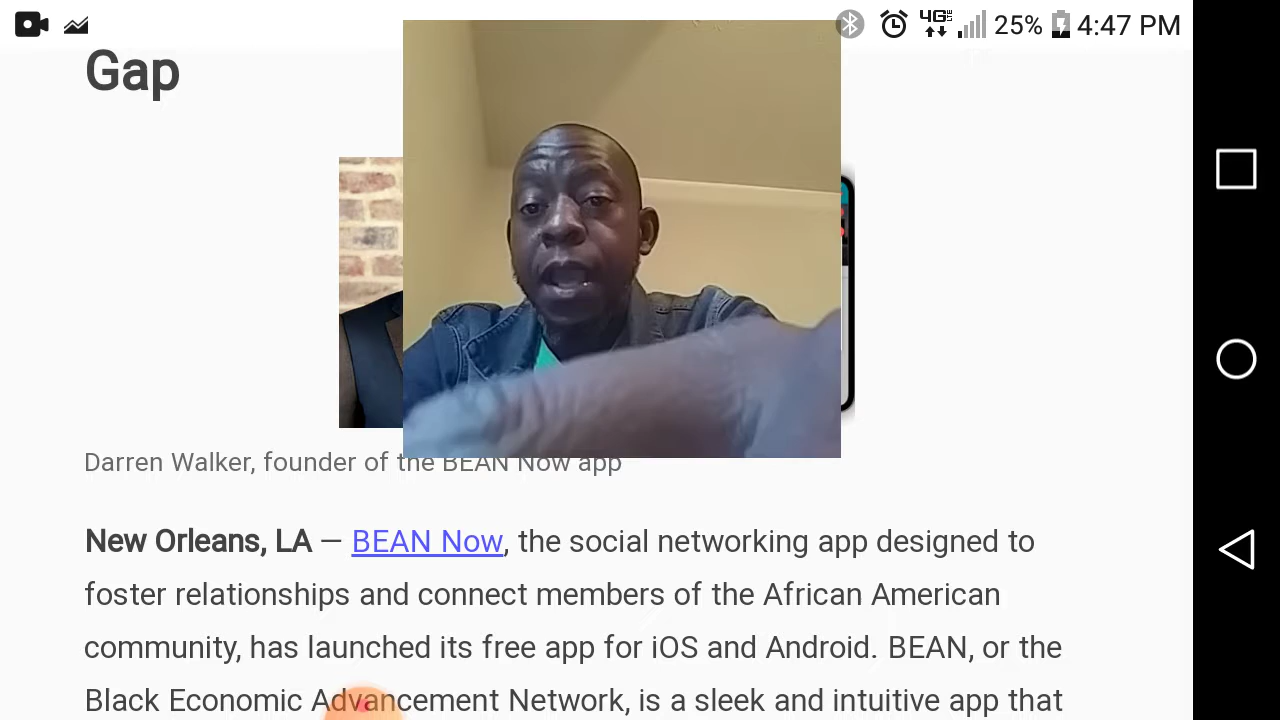 4G LTE 25% 4:47 PM
Gap
Darren Walker, founder of the BEAN Now app
New Orleans, LA — BEAN Now, the social networking app designed to
foster relationships and connect members of the African American
community, has launched its free app for iOS and Android. BEAN, or the
Black Economic Advancement Network, is a sleek and intuitive app that